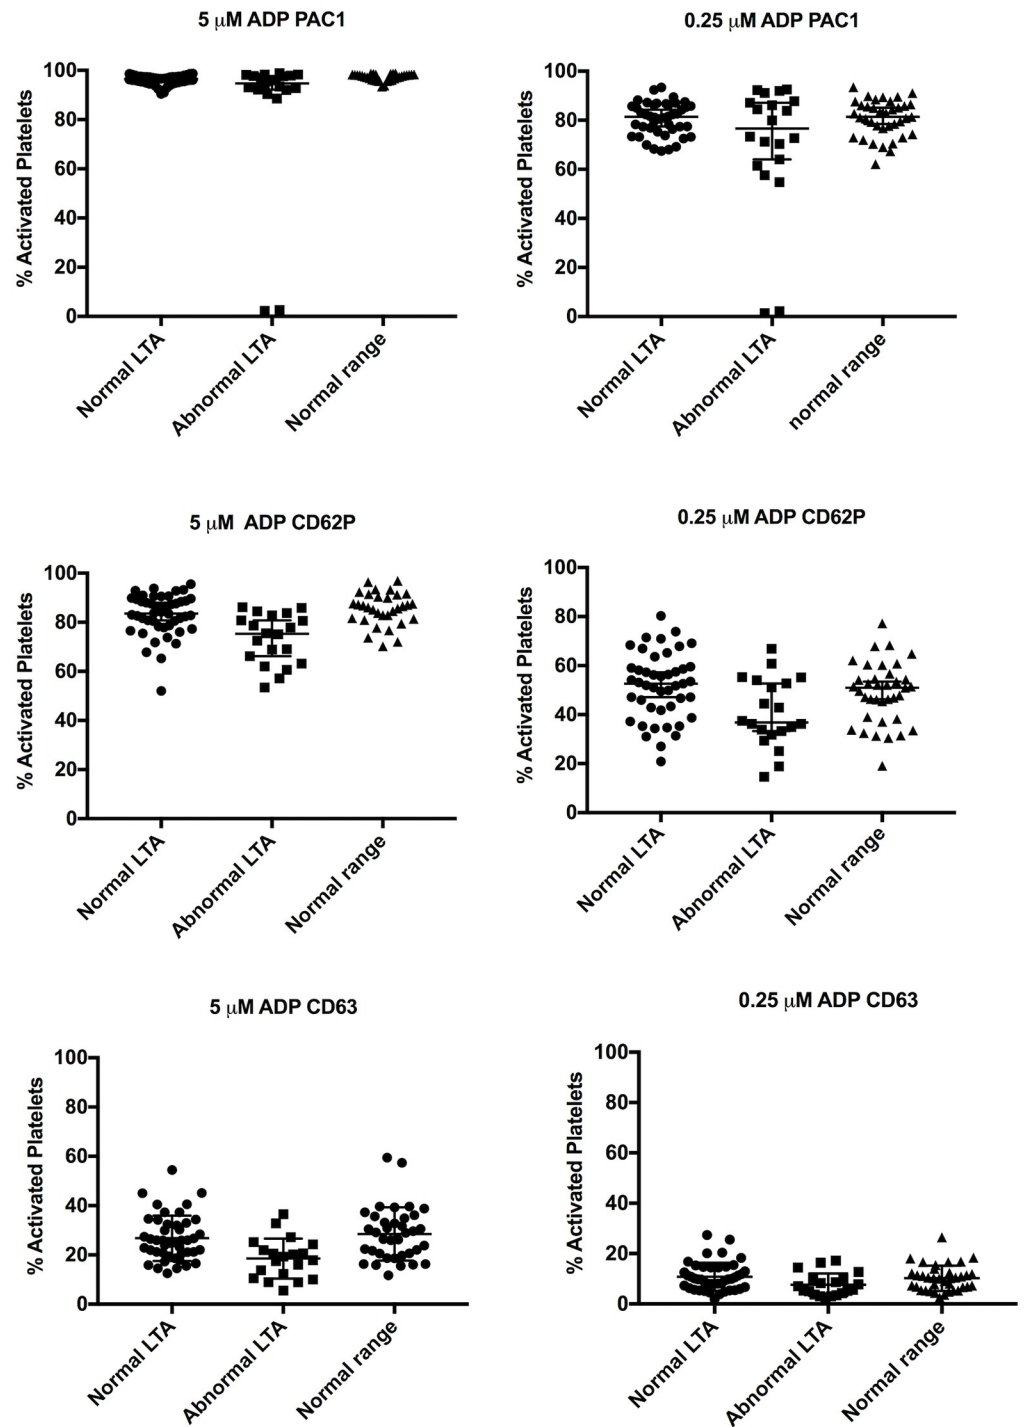 5 μM ADP PAC1
% Activated Platelets
100
80
60
40
20
0
Normal LTA
Abnormal LTA
Normal range
0.25 μM ADP PAC1
% Activated Platelets
100
80
60
40
20
0
Normal LTA
Abnormal LTA
normal range
5 μM ADP CD62P
% Activated Platelets
100
80
60
40
20
0
Normal LTA
Abnormal LTA
Normal range
0.25 μM ADP CD62P
% Activated Platelets
100
80
60
40
20
0
Normal LTA
Abnormal LTA
Normal range
5 μM ADP CD63
% Activated Platelets
100
80
60
40
20
0
Normal LTA
Abnormal LTA
Normal range
0.25 μM ADP CD63
% Activated Platelets
100
80
60
40
20
0
Normal LTA
Abnormal LTA
Normal range